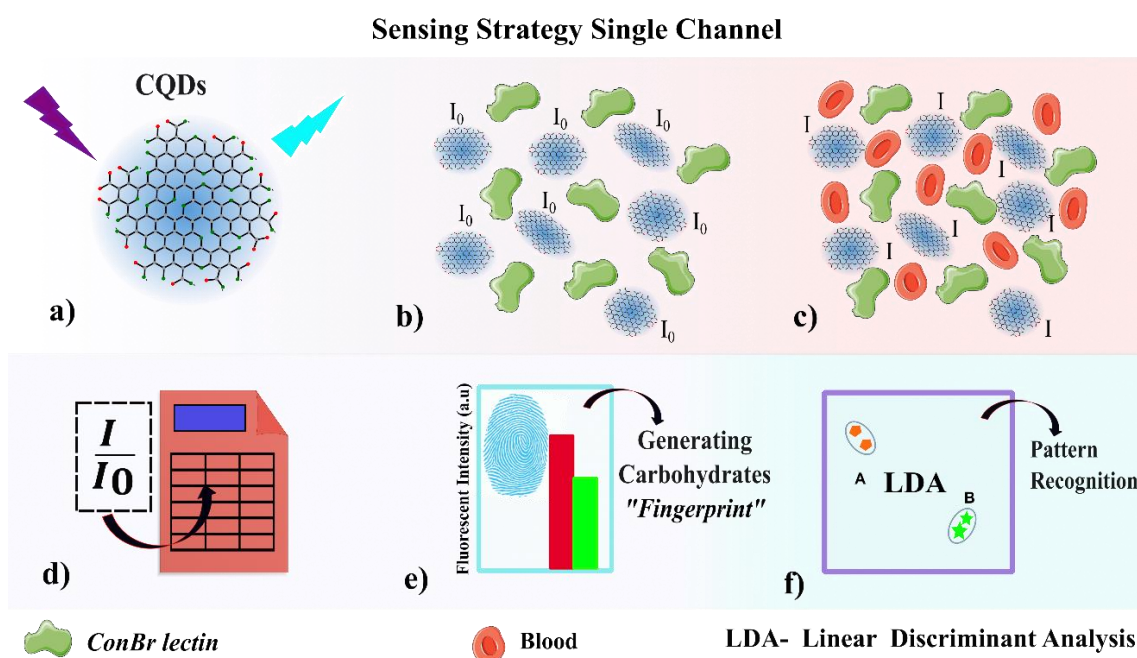 Sensing Strategy Single Channel
CQDs
a)
I₀
I₀
I₀
I₀
I₀
I₀
I₀
I₀
b)
I
I
I
I
I
I
I
c)
I
I0
d)
Fluorescent Intensity (a.u)
Generating
Carbohydrates
"Fingerprint"
e)
A
LDA
B
Pattern
Recognition
f)
ConBr lectin
Blood
LDA- Linear Discriminant Analysis